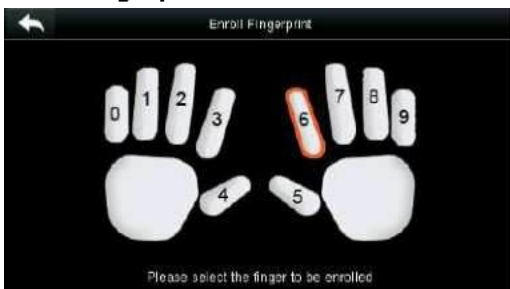 Enroll Fingerprint
0 1 2 3 6 7 8 9
4 5
Please select the finger to be enrolled